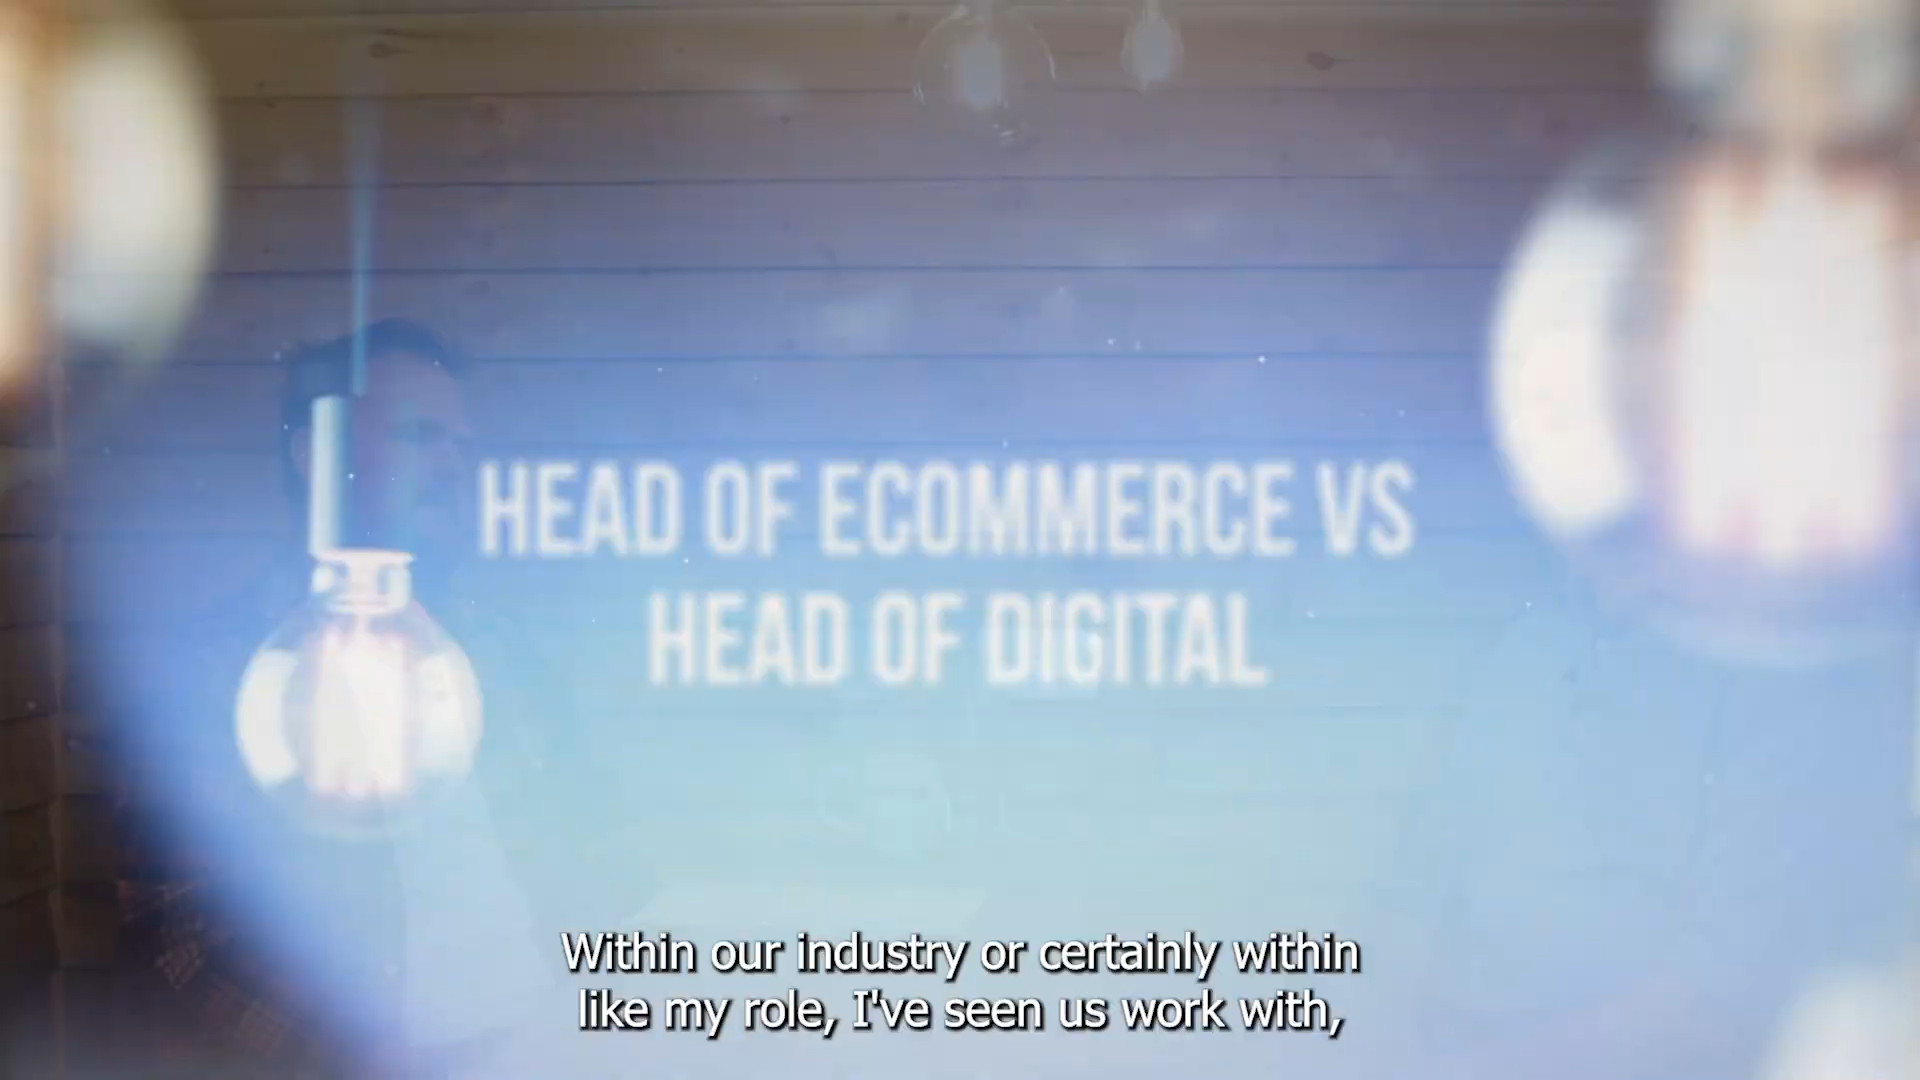 HEAD OF ECOMMERCE VS
HEAD OF DIGITAL
Within our industry or certainly within
like my role, I've seen us work with,